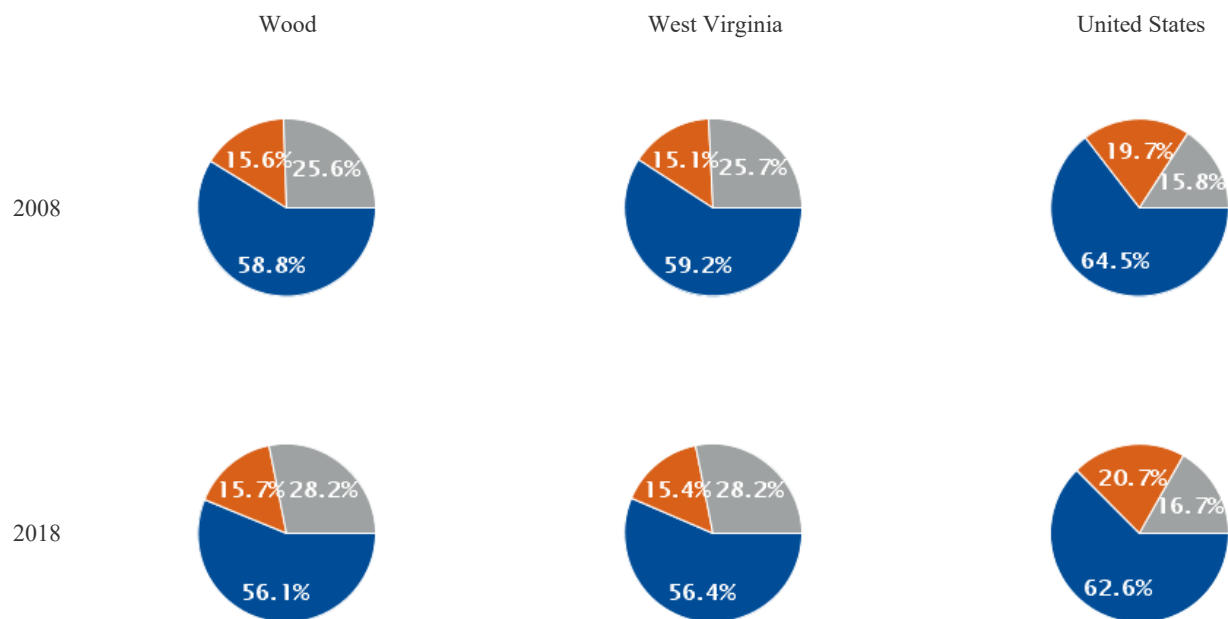 Wood West Virginia United States
15.6% 25.6% 15.1% 25.7% 19.7%
15.8%
2008
58.8% 59.2% 64.5%
15.7% 28.2% 15.4% 28.2% 20.7%
16.7%
2018
56.1% 56.4% 62.6%